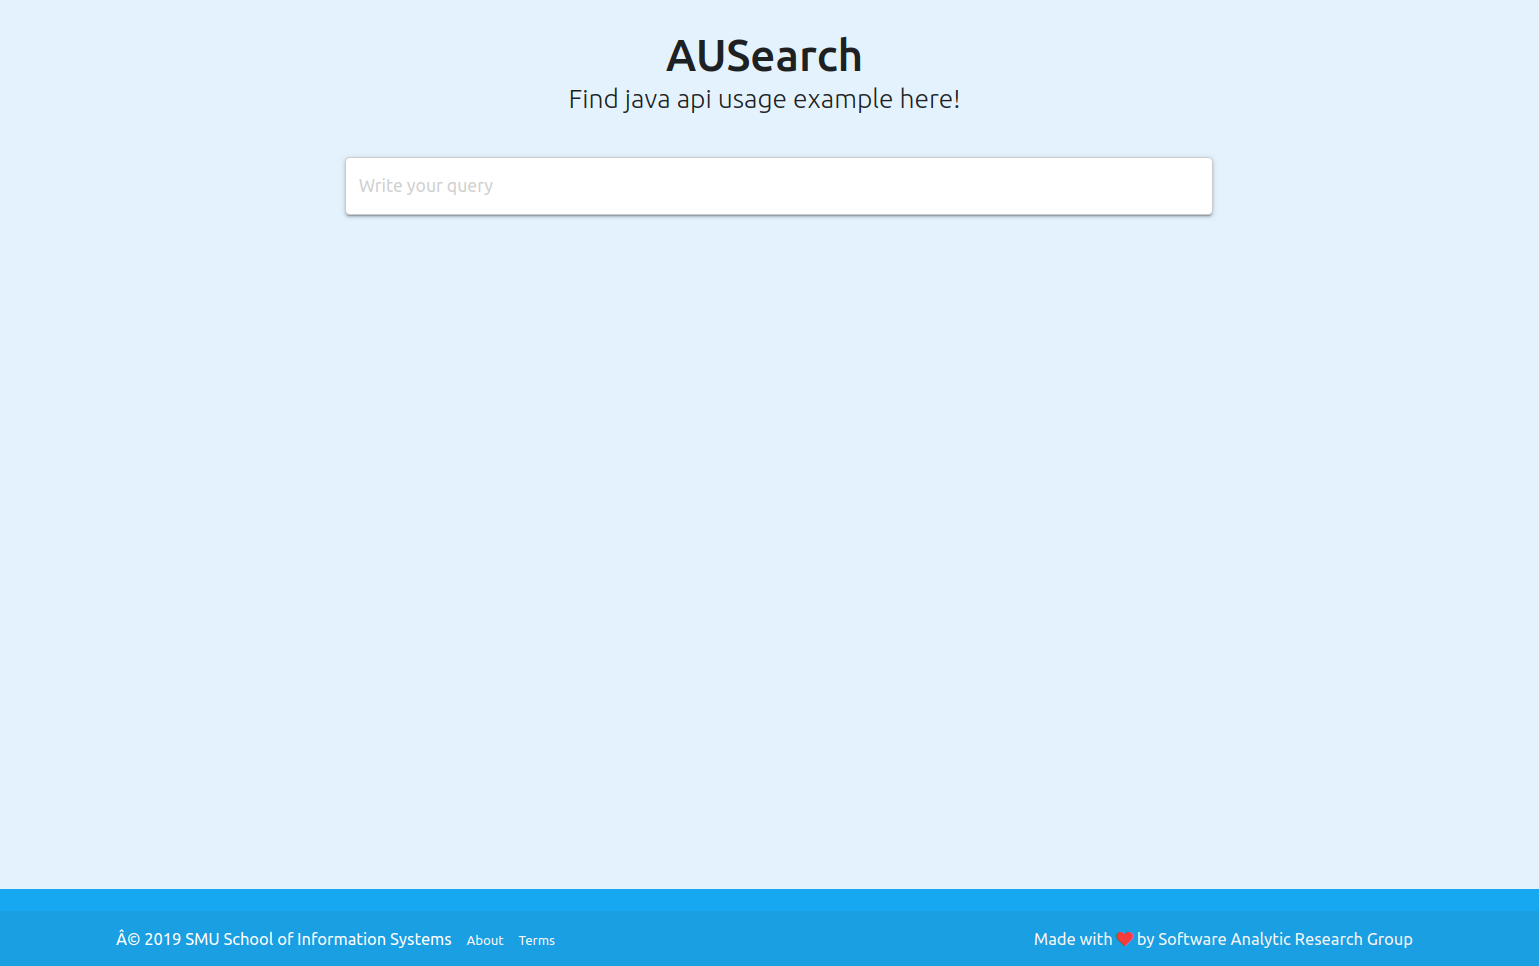 AUSearch
Find java api usage example here!
Write your query
Â© 2019 SMU School of Information Systems About Terms
Made with ❤ by Software Analytic Research Group